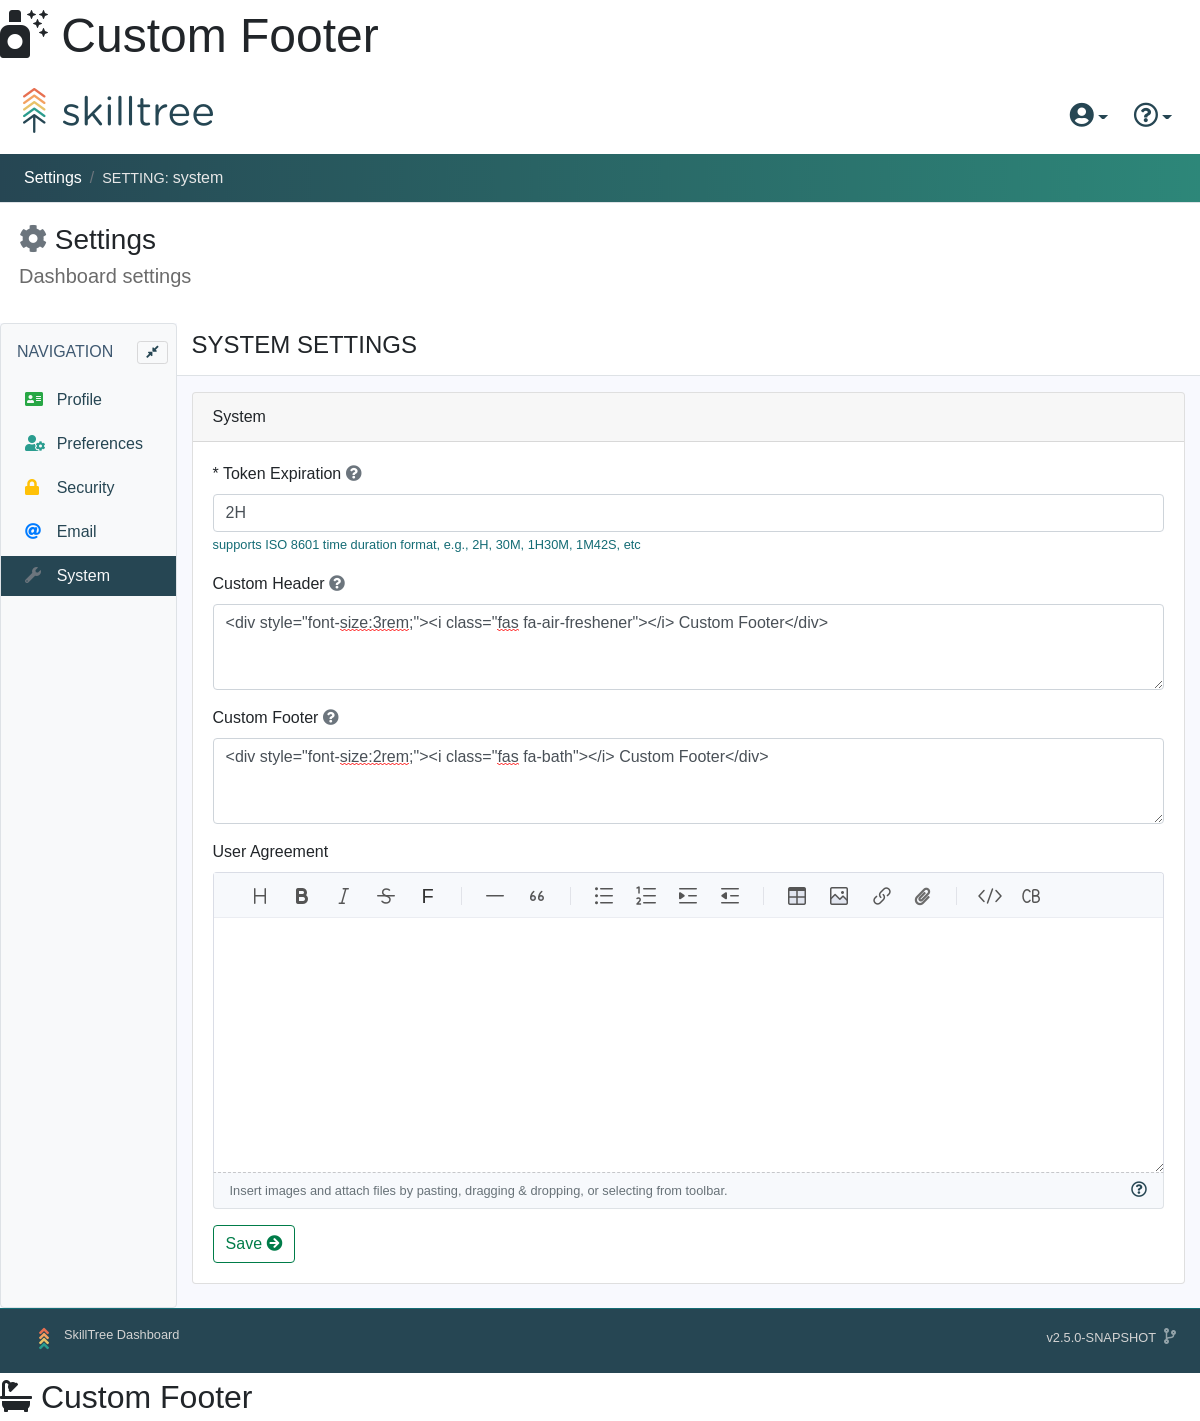 Custom Footer
skilltree
Settings / SETTING: system
Settings
Dashboard settings
NAVIGATION
Profile
Preferences
Security
Email
System
SYSTEM SETTINGS
System
* Token Expiration
2H
supports ISO 8601 time duration format, e.g., 2H, 30M, 1H30M, 1M42S, etc
Custom Header
<div style="font-size:3rem;"><i class="fas fa-air-freshener"></i> Custom Footer</div>
Custom Footer
<div style="font-size:2rem;"><i class="fas fa-bath"></i> Custom Footer</div>
User Agreement
H B I S F “ 1 2 </> CB
Insert images and attach files by pasting, dragging & dropping, or selecting from toolbar.
Save
SkillTree Dashboard
v2.5.0-SNAPSHOT
Custom Footer